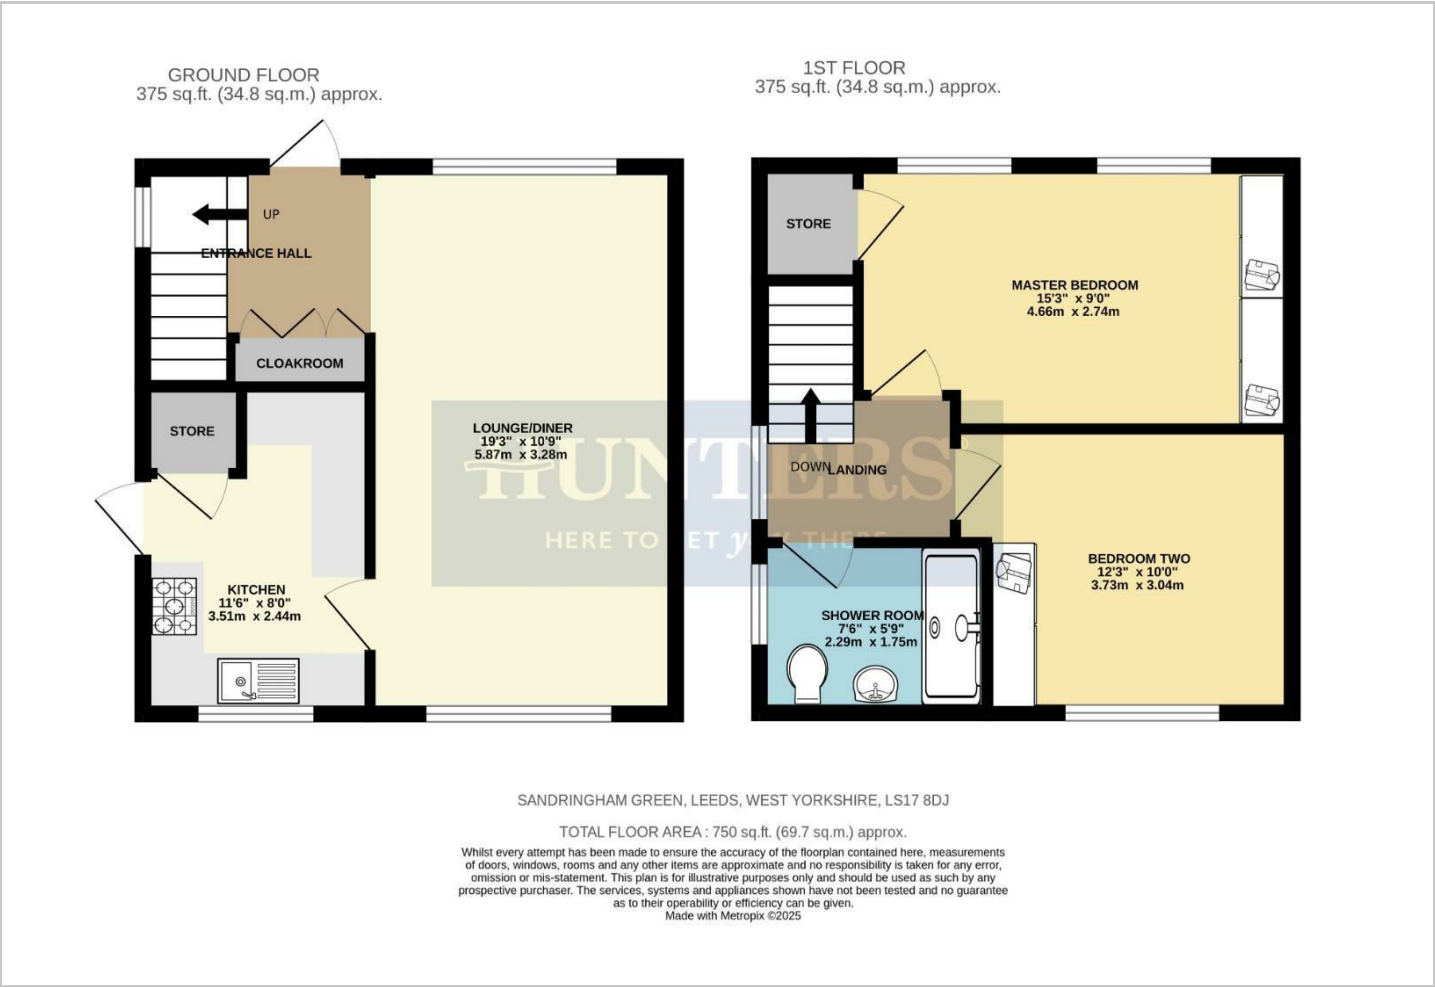 GROUND FLOOR
375 sq.ft. (34.8 sq.m.) approx.
UP
ENTRANCE HALL
CLOAKROOM
STORE
LOUNGE/DINER
19'3" x 10'9"
5.87m x 3.28m
KITCHEN
11'6" x 8'0"
3.51m x 2.44m
1ST FLOOR
375 sq.ft. (34.8 sq.m.) approx.
STORE
MASTER BEDROOM
15'3" x 9'0"
4.66m x 2.74m
DOWN
LANDING
BEDROOM TWO
12'3" x 10'0"
3.73m x 3.04m
SHOWER ROOM
7'6" x 5'9"
2.29m x 1.75m
HUNTERS
HERE TO GET you THERE
SANDRINGHAM GREEN, LEEDS, WEST YORKSHIRE, LS17 8DJ
TOTAL FLOOR AREA : 750 sq.ft. (69.7 sq.m.) approx.
Whilst every attempt has been made to ensure the accuracy of the floorplan contained here, measurements
of doors, windows, rooms and any other items are approximate and no responsibility is taken for any error,
omission or mis-statement. This plan is for illustrative purposes only and should be used as such by any
prospective purchaser. The services, systems and appliances shown have not been tested and no guarantee
as to their operability or efficiency can be given.
Made with Metropix ©2025